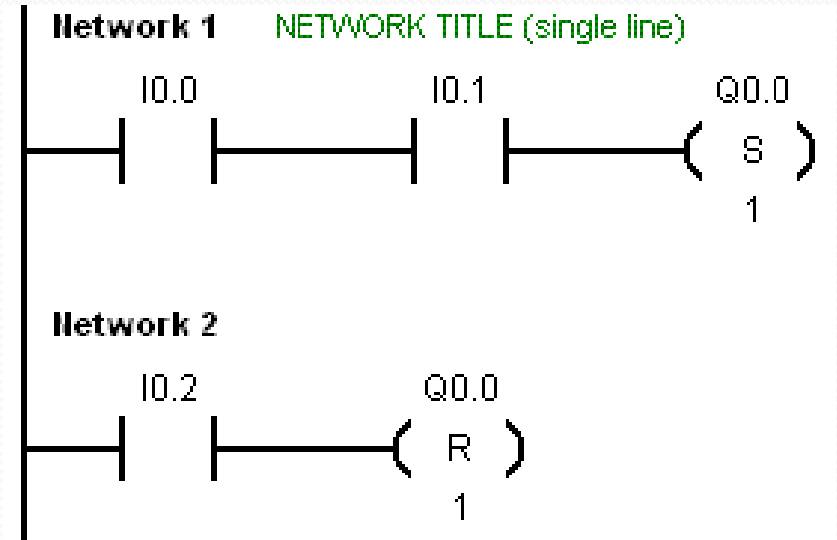 Network 1 NETWORK TITLE (single line)
I0.0 I0.1 Q0.0
S
1
Network 2
I0.2 Q0.0
R
1